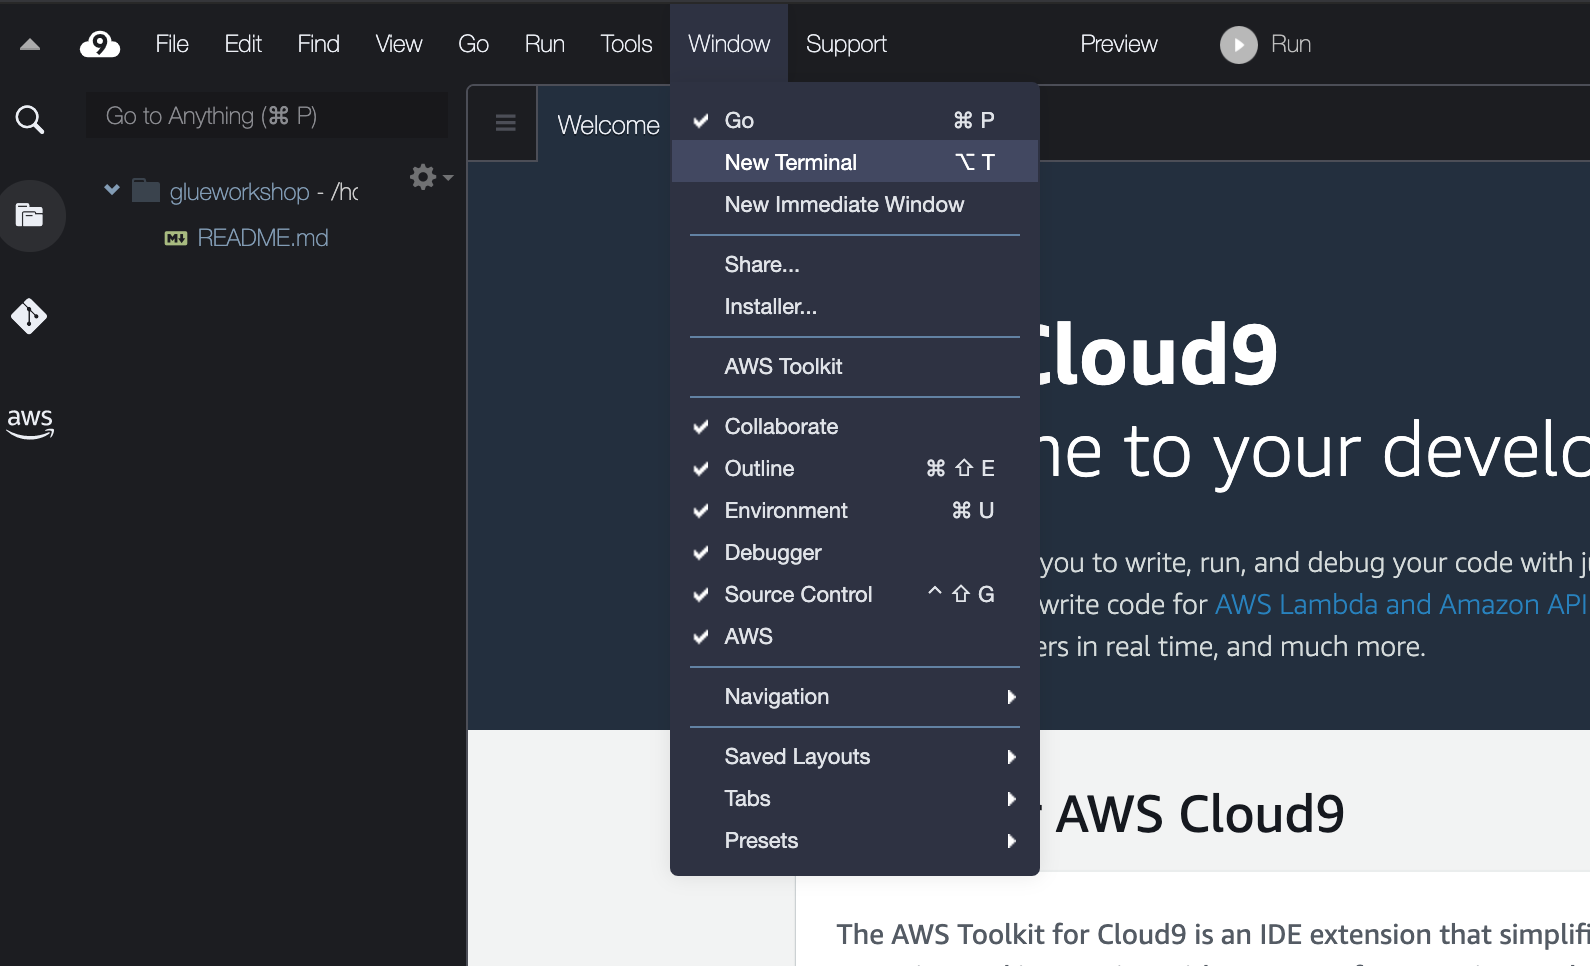 9 File Edit Find View Go Run Tools Window Support Preview Run
Go to Anything (⌘ P)
Welcome
glueworkshop - /ho
README.md
aws
✓ Go ⌘ P
New Terminal ⌥ T
New Immediate Window
Share...
Installer...
AWS Toolkit
✓ Collaborate
✓ Outline ⌘ ⇧ E
✓ Environment ⌘ U
✓ Debugger
✓ Source Control ^ ⇧ G
✓ AWS
Navigation
Saved Layouts
Tabs
Presets
Cloud9
to your develo
you to write, run, and debug your code with
write code for AWS Lambda and Amazon API
ers in real time, and much more.
AWS Cloud9
The AWS Toolkit for Cloud9 is an IDE extension that simplifi